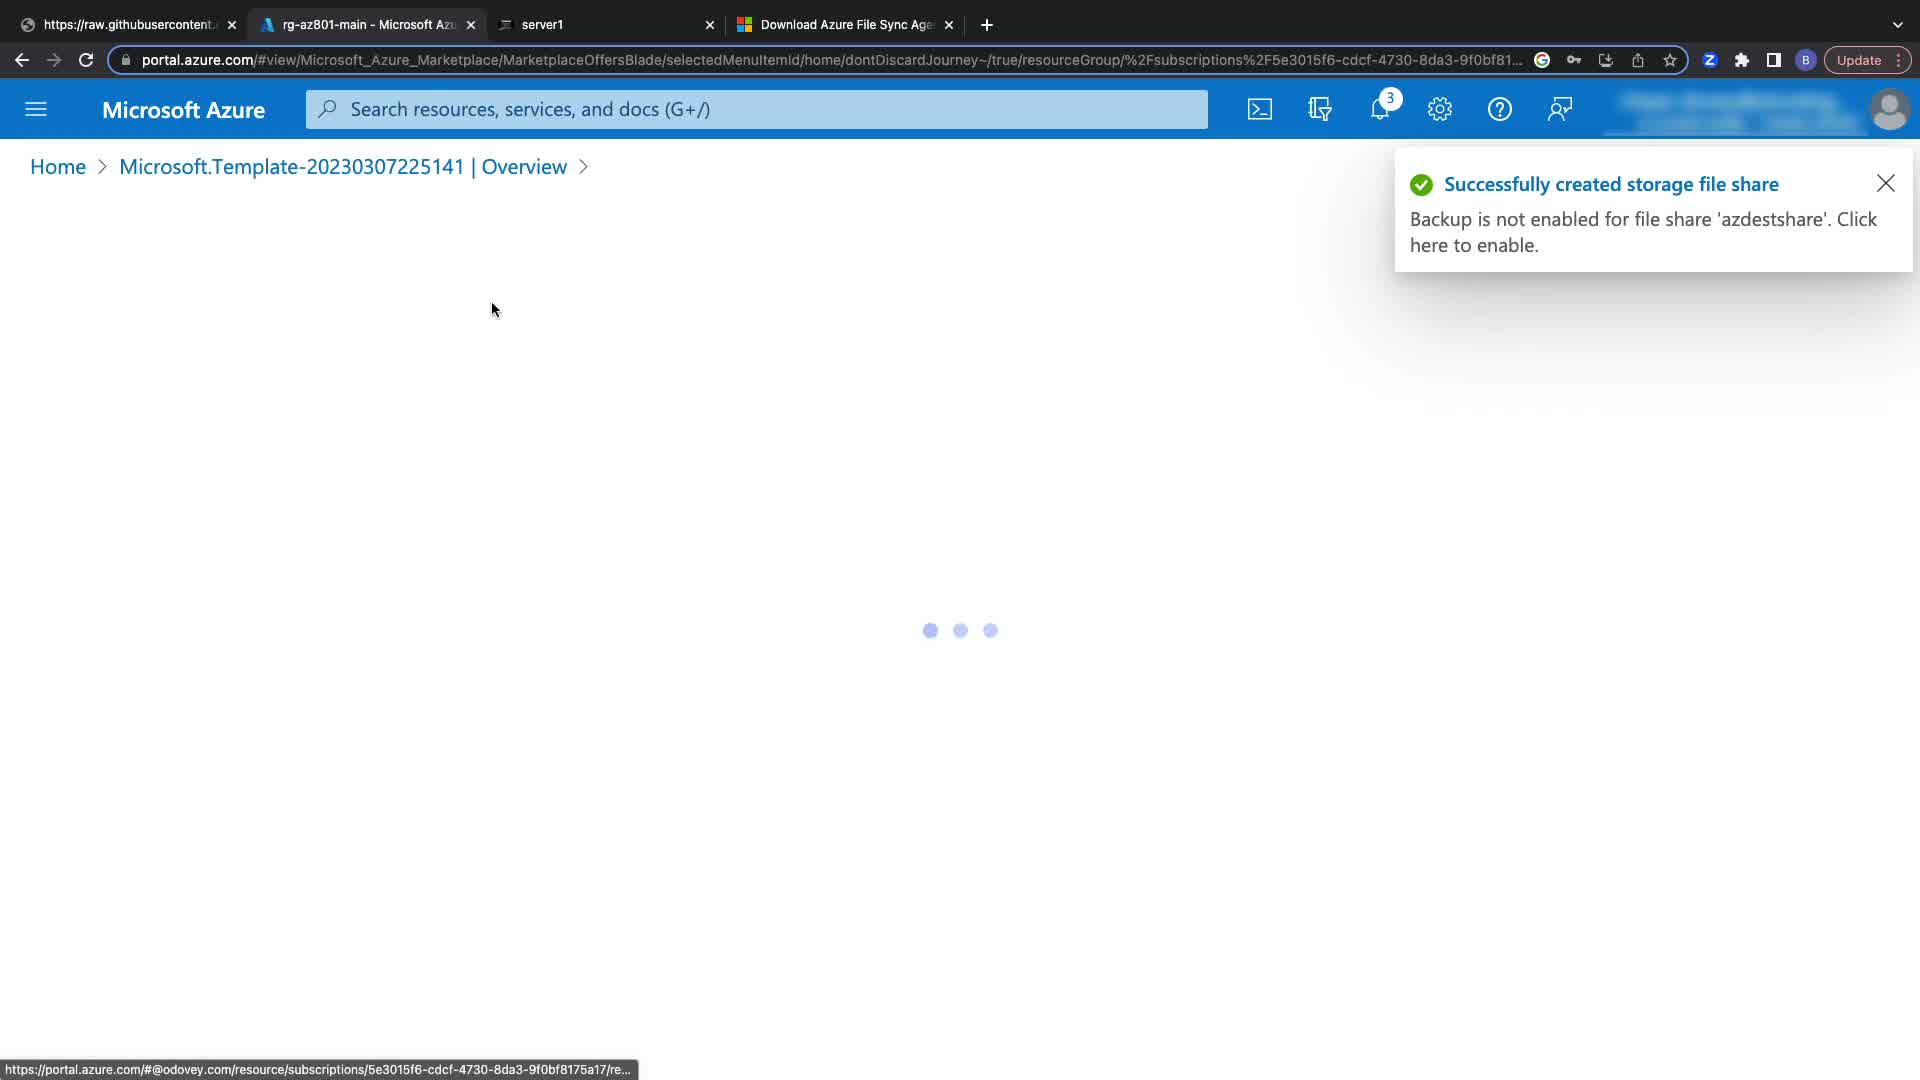 https://raw.githubusercontent.
rg-az801-main - Microsoft Azu
server1
Download Azure File Sync Age
portal.azure.com/#view/Microsoft_Azure_Marketplace/MarketplaceOffersBlade/selectedMenuItemId/home/dontDiscardJourney~/true/resourceGroup/%2Fsubscriptions%2F5e3015f6-cdcf-4730-8da3-9f0bf81...
B
Update
Microsoft Azure
Search resources, services, and docs (G+/)
3
Home > Microsoft.Template-20230307225141 | Overview >
Successfully created storage file share
Backup is not enabled for file share 'azdestshare'. Click
here to enable.
https://portal.azure.com/#@odovey.com/resource/subscriptions/5e3015f6-cdcf-4730-8da3-9f0bf8175a17/re...